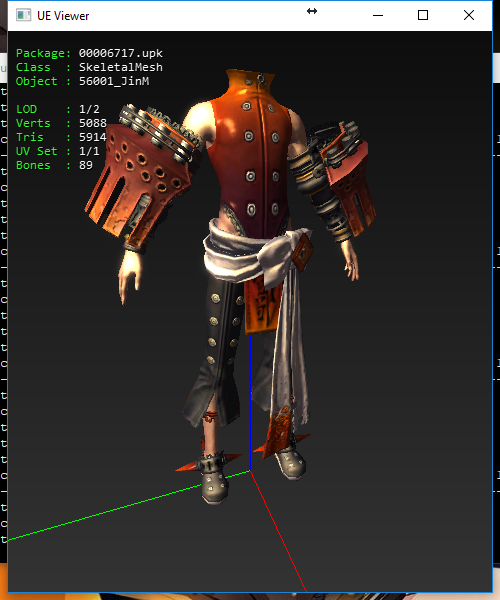 UE Viewer
Package: 00006717.upk
Class : SkeletalMesh
Object : 56001_JinM
LOD : 1/2
Verts : 5088
Tris : 5914
UV Set : 1/1
Bones : 89